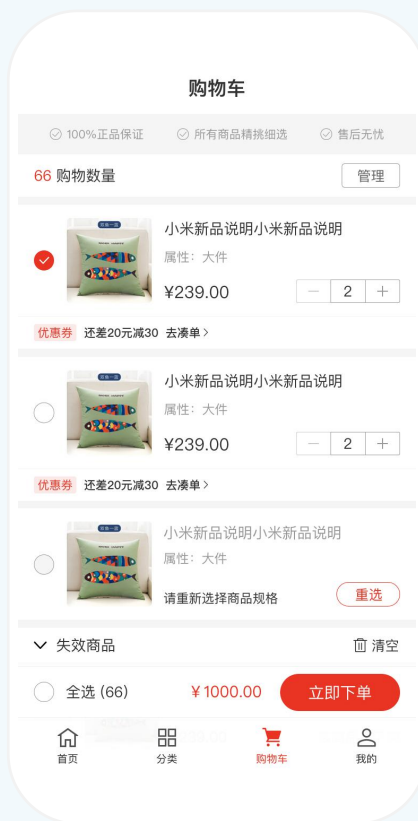 购物车
100%正品保证 所有商品精挑细选 售后无忧
66 购物数量 管理
小米新品说明小米新品说明
属性：大件
¥239.00 － 2 ＋
优惠券 还差20元减30 去凑单
小米新品说明小米新品说明
属性：大件
¥239.00 － 2 ＋
优惠券 还差20元减30 去凑单
小米新品说明小米新品说明
属性：大件
请重新选择商品规格 重选
失效商品 清空
全选 (66) ¥1000.00 立即下单
首页 分类 购物车 我的